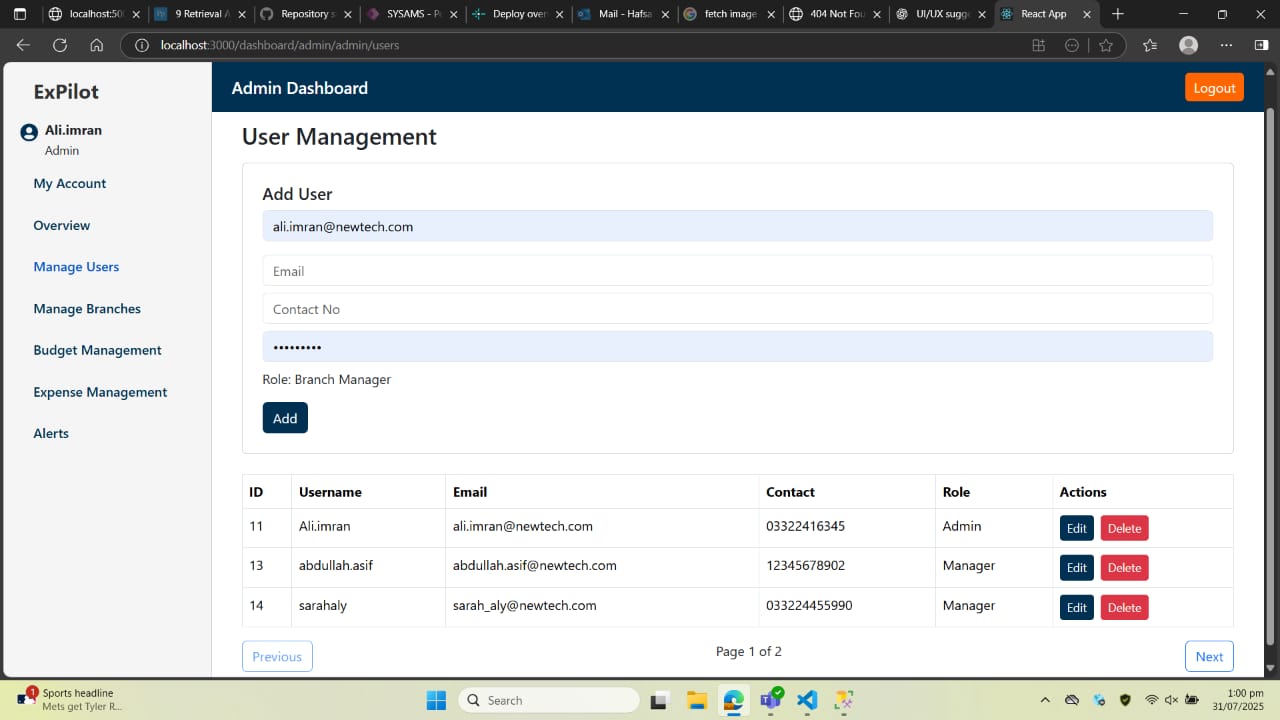 localhost:50
9 Retrieval A
Repository s
SYSAMS - P
Deploy over
Mail - Hafsa
fetch image
404 Not Fou
UI/UX sugge
React App
localhost:3000/dashboard/admin/admin/users
ExPilot
Admin Dashboard
Logout
Ali.imran
Admin
My Account
Overview
Manage Users
Manage Branches
Budget Management
Expense Management
Alerts
User Management
Add User
ali.imran@newtech.com
Email
Contact No
•••••••••
Role: Branch Manager
Add
ID Username Email Contact Role Actions
11 Ali.imran ali.imran@newtech.com 03322416345 Admin Edit Delete
13 abdullah.asif abdullah.asif@newtech.com 12345678902 Manager Edit Delete
14 sarahaly sarah_aly@newtech.com 033224455990 Manager Edit Delete
Previous Page 1 of 2 Next
1
Sports headline
Mets get Tyler R...
Search
1:00 pm
31/07/2025